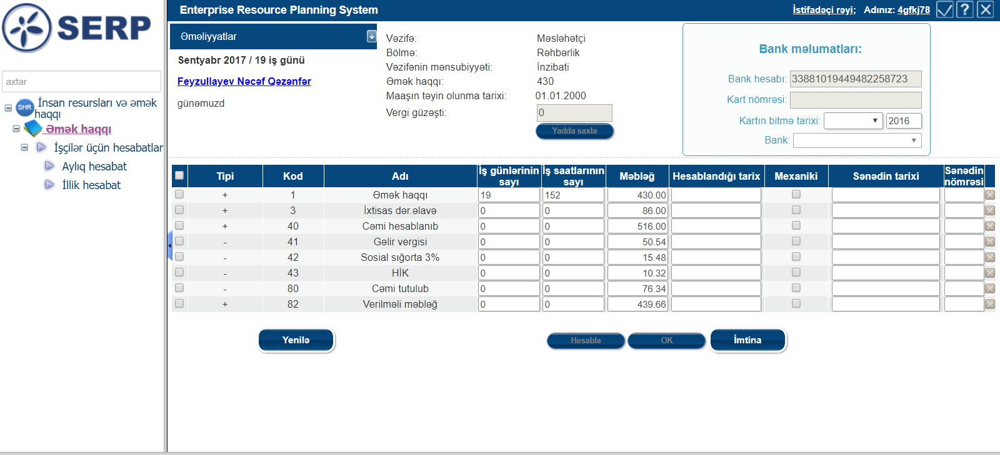 SERP
Enterprise Resource Planning System
İstifadəçi rəyi; Adınız: 4gfkj78
axtar
SHR İnsan resursları və əmək
haqqı
Əmək haqqı
İşçilər üçün hesabatlar
Aylıq hesabat
İllik hesabat
Əməliyyatlar
Sentyabr 2017 / 19 iş günü
Feyzullayev Nəcəf Qəzənfər
günəmuzd
Vəzifə: Məsləhətçi
Bölmə: Rəhbərlik
Vəzifənin mənsubiyyəti: İnzibati
Əmək haqqı: 430
Maaşın təyin olunma tarixi: 01.01.2000
Vergi güzəşti: 0
Yadda saxla
Bank məlumatları:
Bank hesabı: 33881019449482258723
Kart nömrəsi:
Kartın bitmə tarixi: 2016
Bank:
Tipi Kod Adı İş günlərinin sayı İş saatlarının sayı Məbləğ Hesablandığı tarix Mexaniki Sənədin tarixi Sənədin nömrəsi
+ 1 Əmək haqqı 19 152 430.00
+ 3 İxtisas dər.əlavə 0 0 86.00
+ 40 Cəmi hesablanıb 0 0 516.00
- 41 Gəlir vergisi 0 0 50.54
- 42 Sosial sığorta 3% 0 0 15.48
- 43 HİK 0 0 10.32
- 80 Cəmi tutulub 0 0 76.34
+ 82 Verilməli məbləğ 0 0 439.66
Yenilə Hesabla OK İmtina